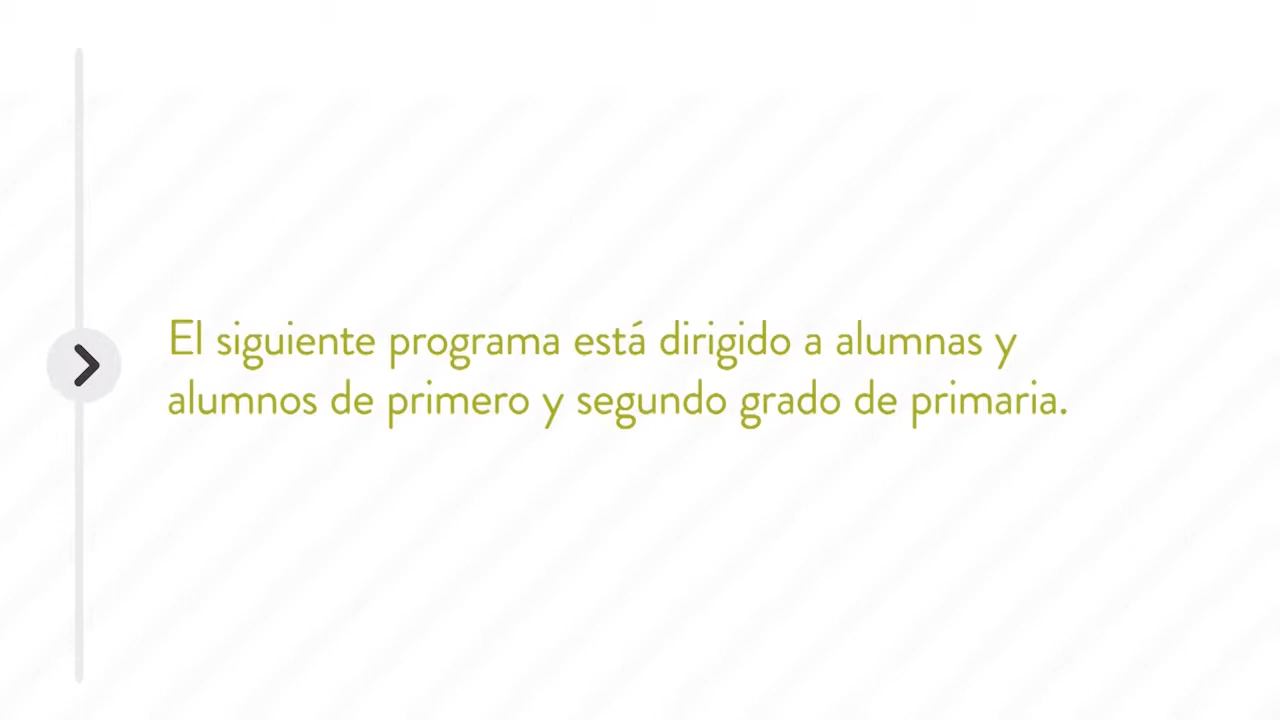 El siguiente programa está dirigido a alumnas y
alumnos de primero y segundo grado de primaria.